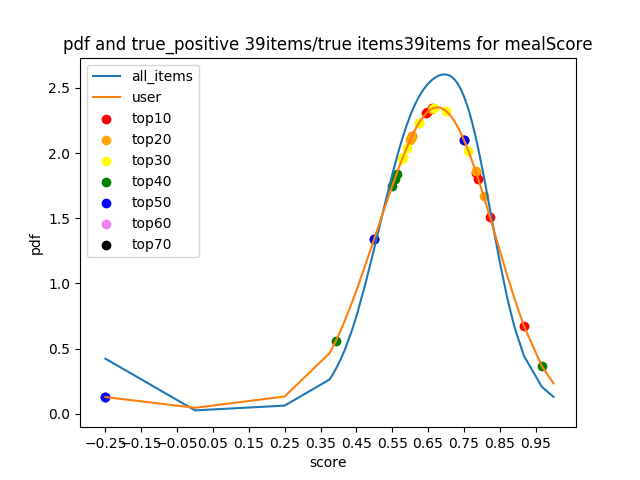 pdf and true_positive 39items/true items39items for mealScore
all_items
user
top10
top20
top30
top40
top50
top60
top70
pdf
2.5
2.0
1.5
1.0
0.5
0.0
−0.25 −0.15 −0.05 0.05 0.15 0.25 0.35 0.45 0.55 0.65 0.75 0.85 0.95
score